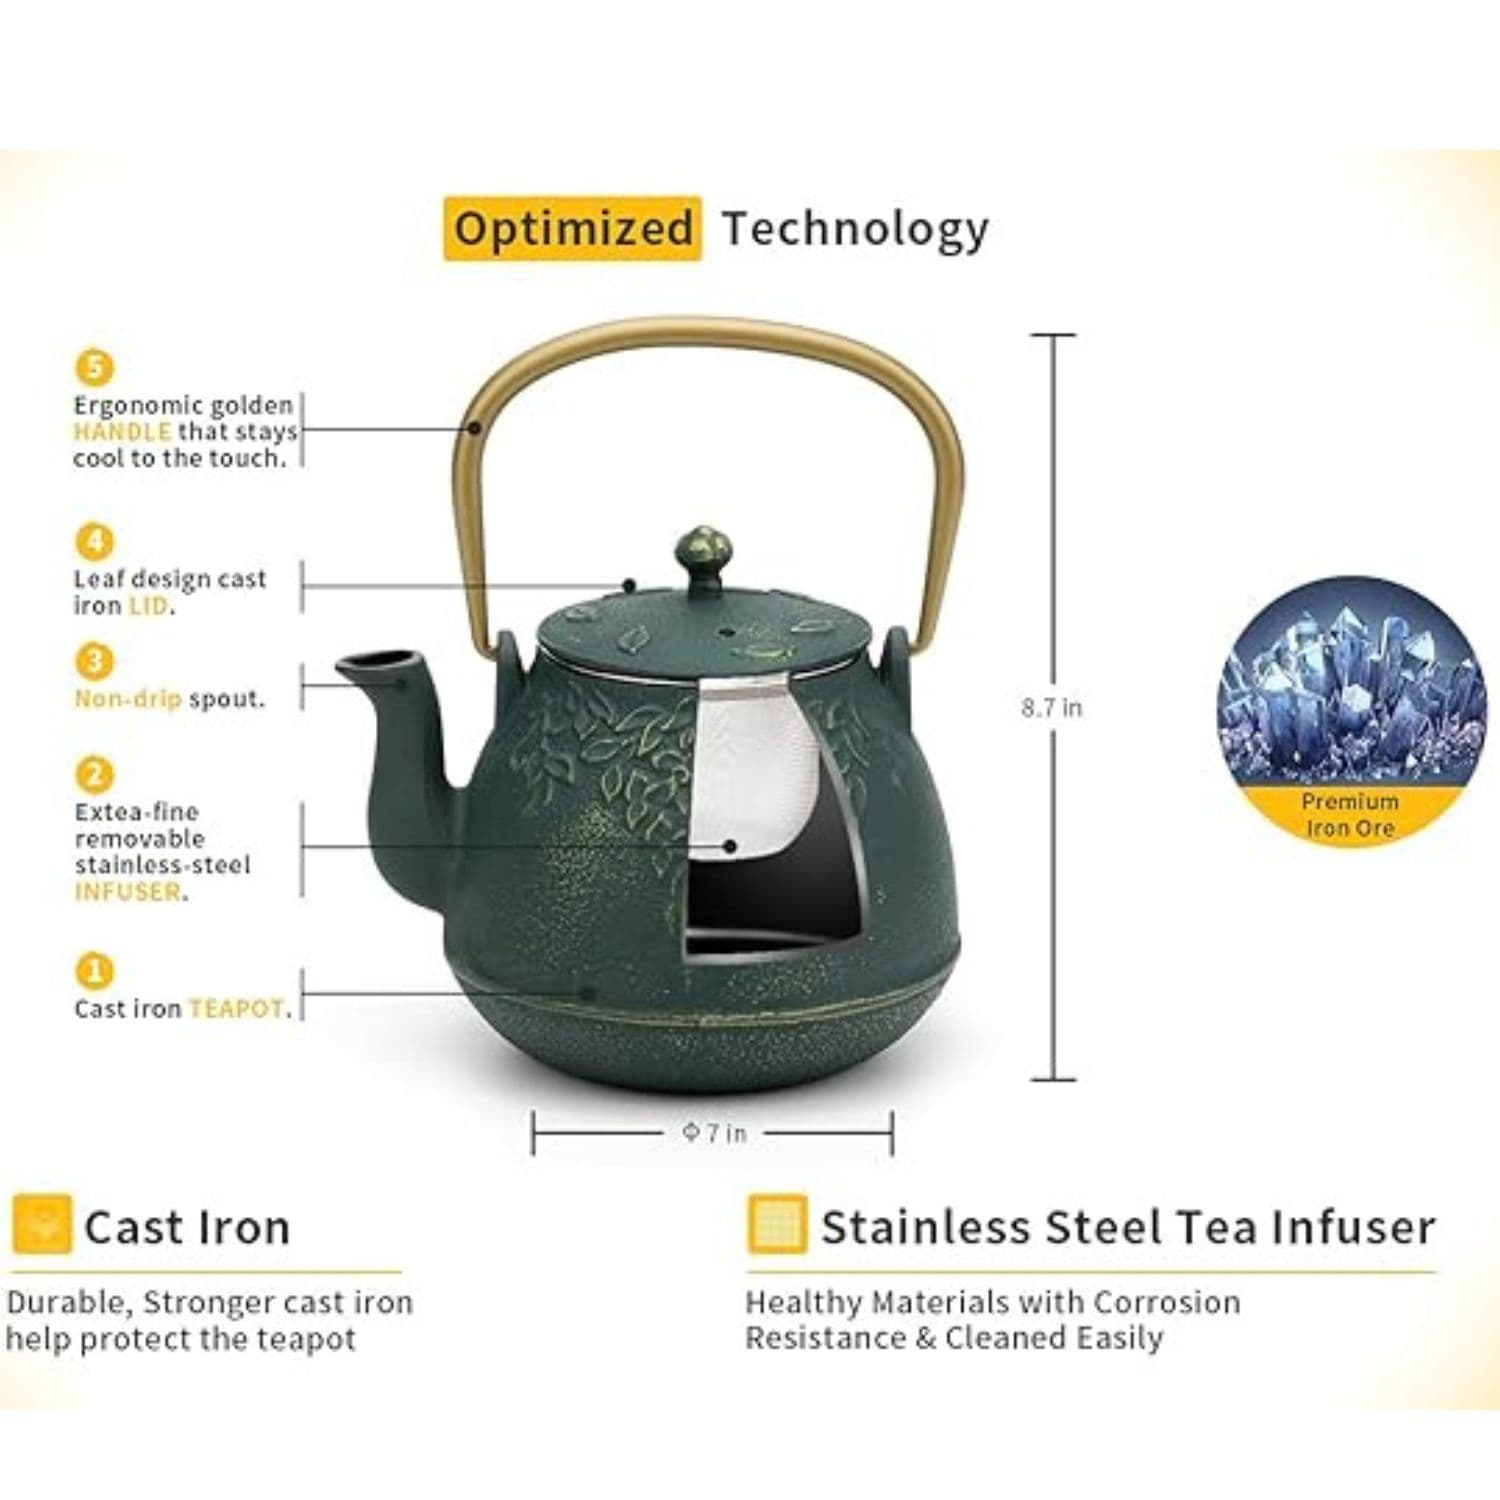 Optimized Technology
5
Ergonomic golden
HANDLE that stays
cool to the touch.
4
Leaf design cast
iron LID.
3
Non-drip spout.
2
Extea-fine
removable
stainless-steel
INFUSER.
1
Cast iron TEAPOT.
8.7 in
Φ 7 in
Premium
Iron Ore
Cast Iron
Durable, Stronger cast iron
help protect the teapot
Stainless Steel Tea Infuser
Healthy Materials with Corrosion
Resistance & Cleaned Easily